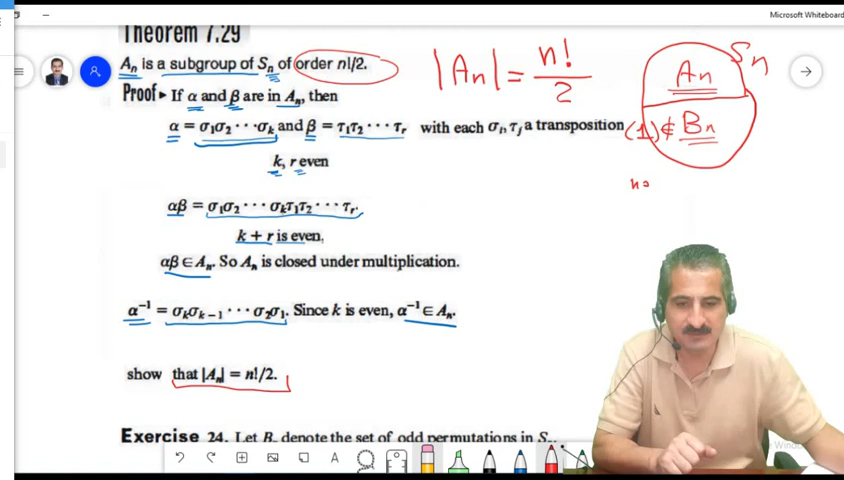 Microsoft Whiteboard
Theorem 7.29
Aₙ is a subgroup of Sₙ of order n!/2.
Proof ▸ If α and β are in Aₙ, then
α = σ₁σ₂ ⋯ σₖ and β = τ₁τ₂ ⋯ τᵣ with each σᵢ, τⱼ a transposition
k, r even
αβ = σ₁σ₂ ⋯ σₖτ₁τ₂ ⋯ τᵣ.
k + r is even,
αβ ∈ Aₙ. So Aₙ is closed under multiplication.
α⁻¹ = σₖσₖ₋₁ ⋯ σ₂σ₁. Since k is even, α⁻¹ ∈ Aₙ.
show that |Aₙ| = n!/2.
Exercise 24. Let Bₙ denote the set of odd permutations in Sₙ.
|Aₙ| = n!/2
Sₙ
Aₙ
(1) ∉ Bₙ